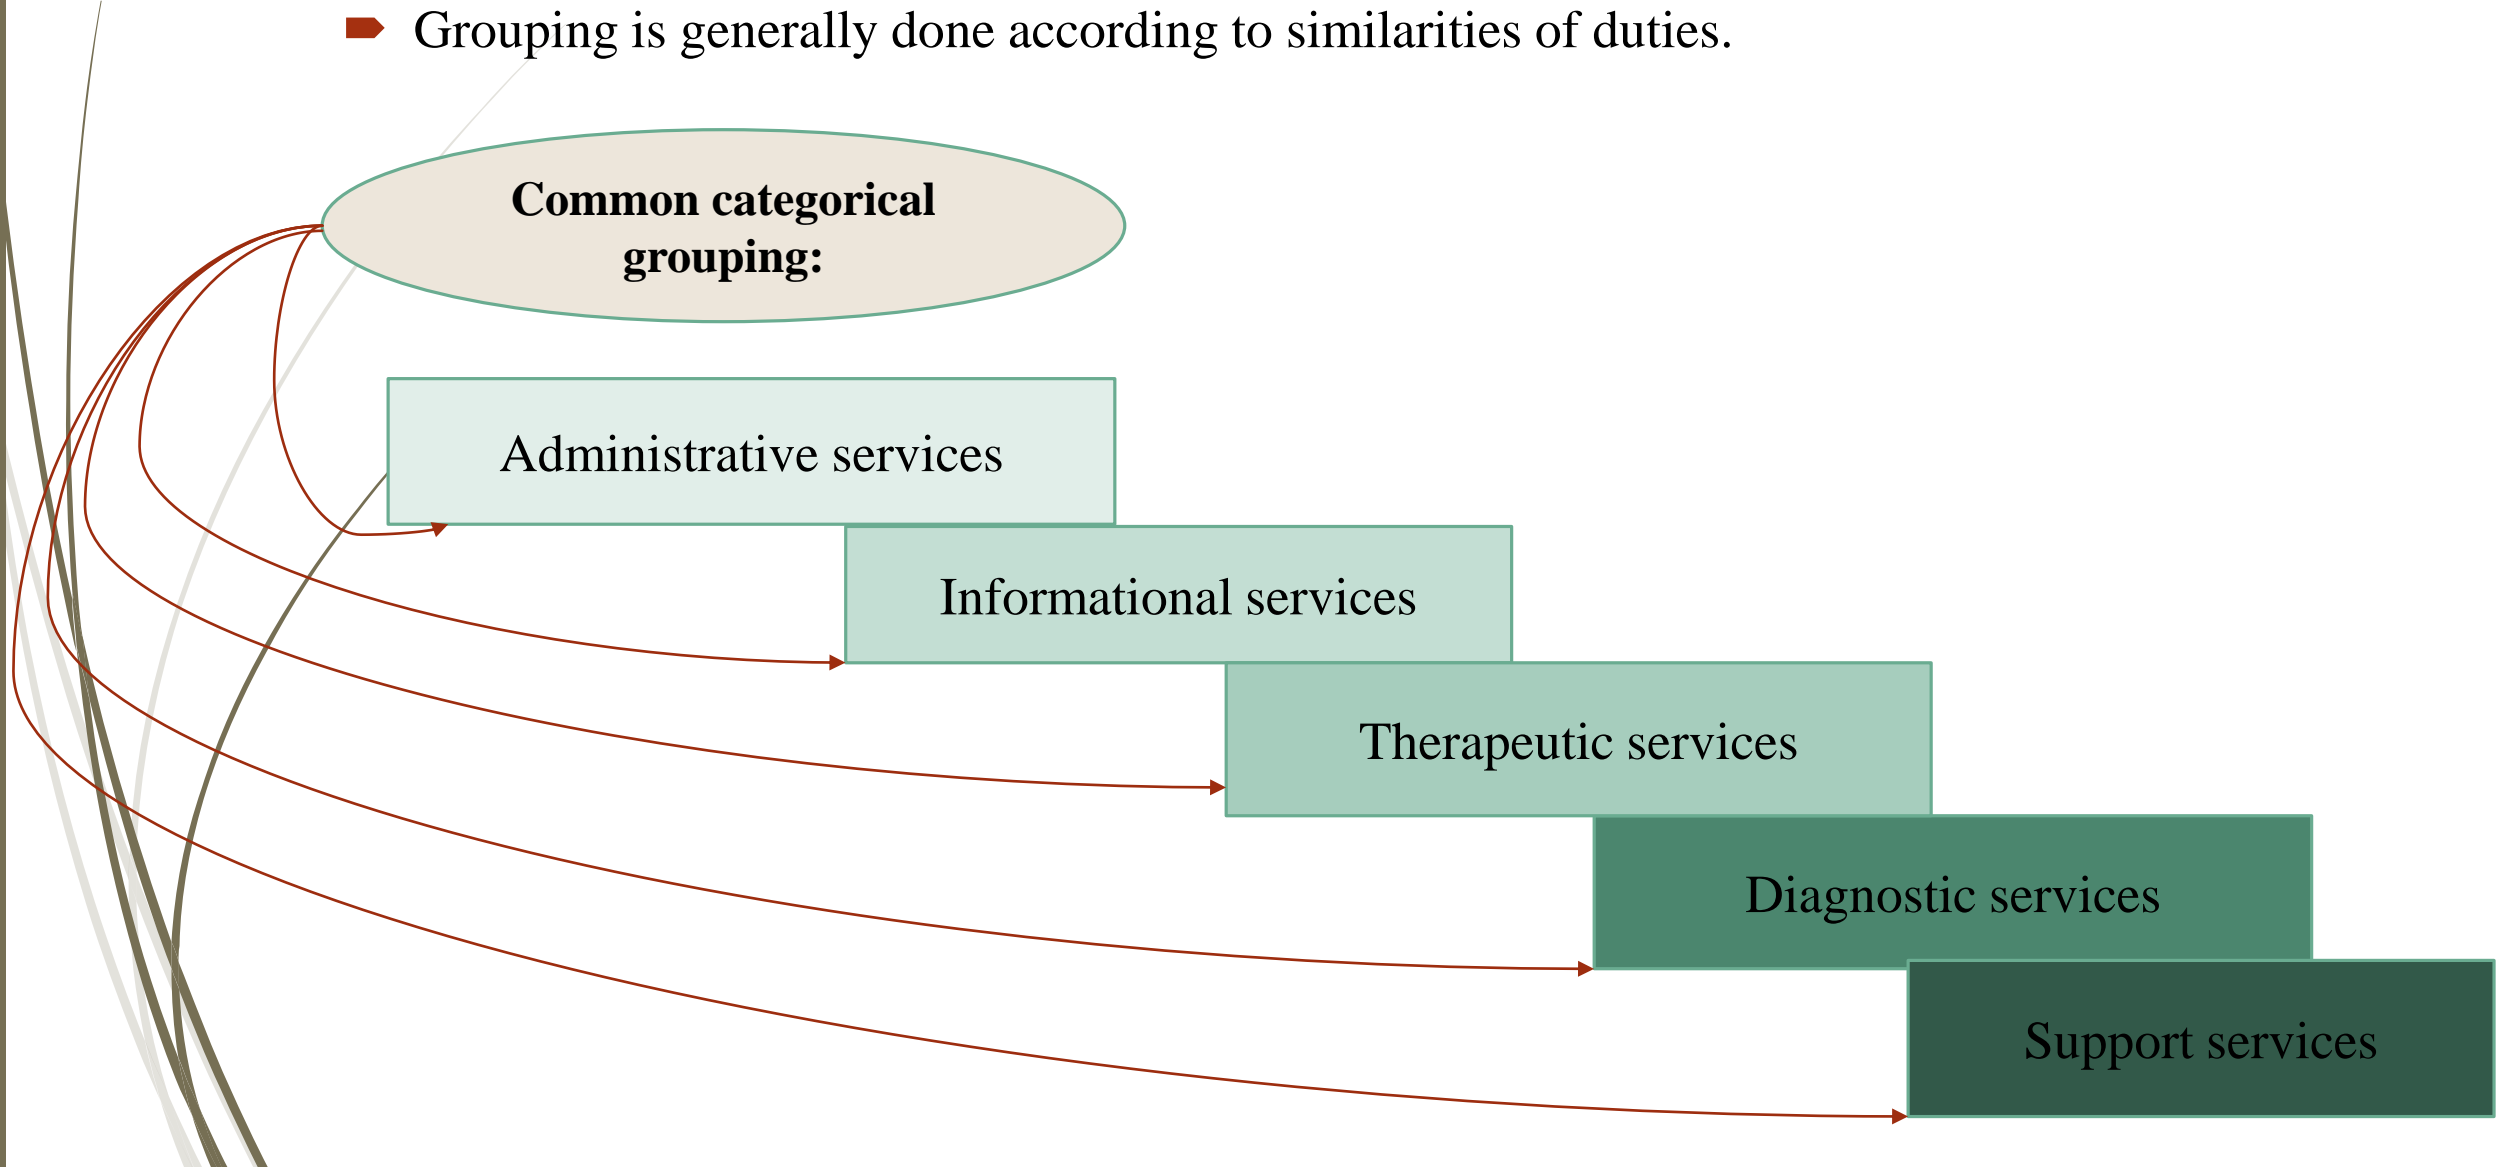 Grouping is generally done according to similarities of duties.
Common categorical
grouping:
Administrative services
Informational services
Therapeutic services
Diagnostic services
Support services